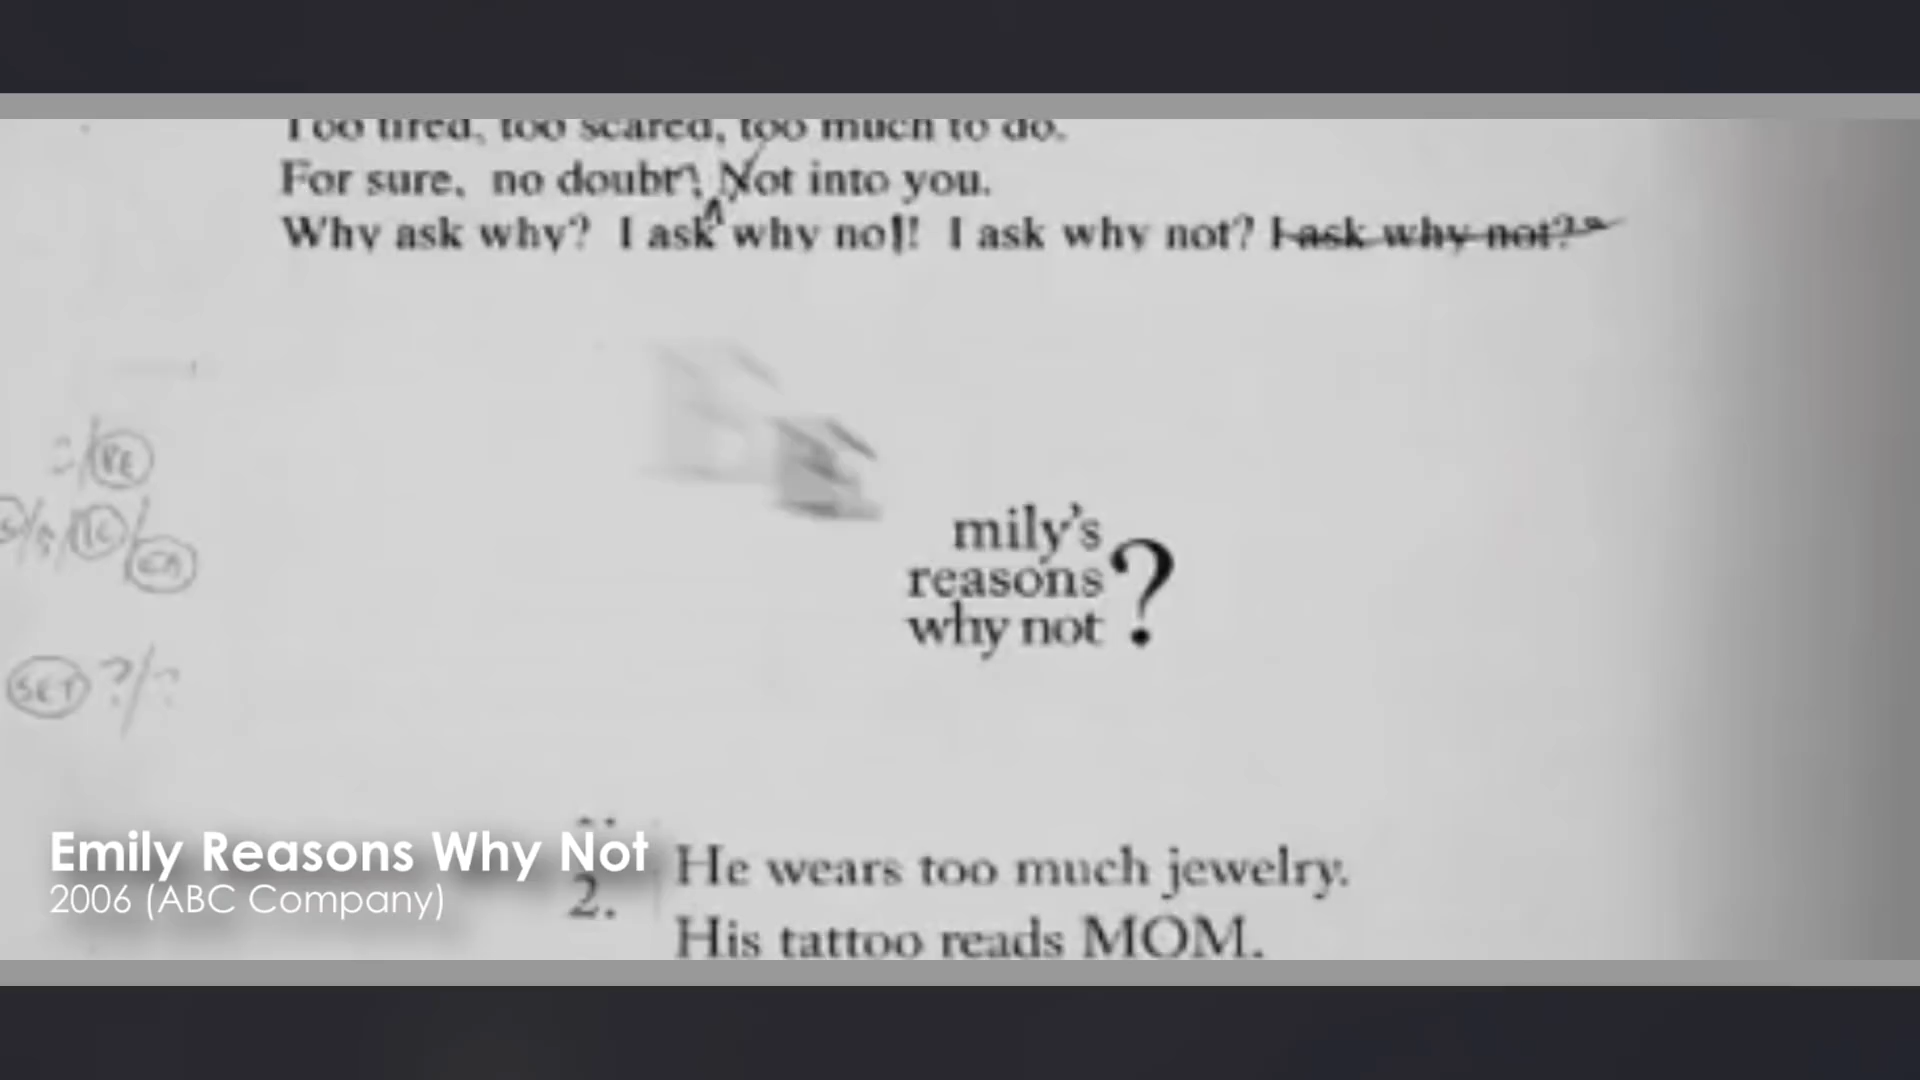 Too tired, too scared, too much to do.
For sure, no doubt, Not into you.
Why ask why? I ask why no!! I ask why not? I ask why not?
PE
SET ?/?
mily's
reasons
why not ?
2. He wears too much jewelry.
His tattoo reads MOM.
Emily Reasons Why Not
2006 (ABC Company)